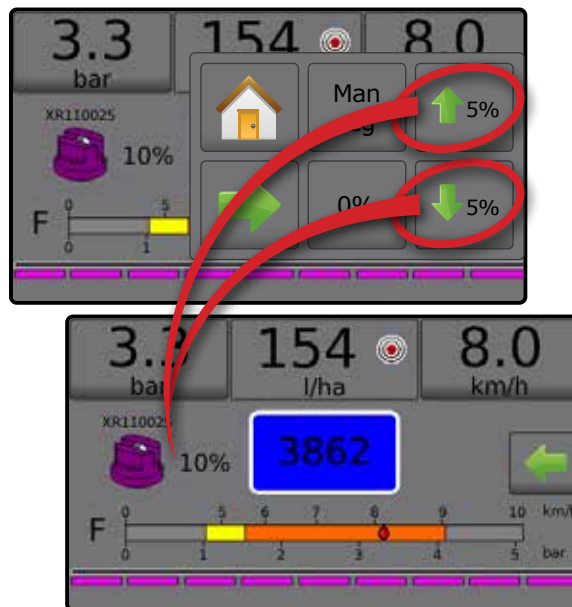 3.3 154 8.0
bar
Man
5%
XR110025
10%
0% 5%
0 5
F
0 1
3.3 154 8.0
bar l/ha km/h
XR110025
10% 3862
0 5 6 7 8 9 10 km/h
F
0 1 2 3 4 5 bar